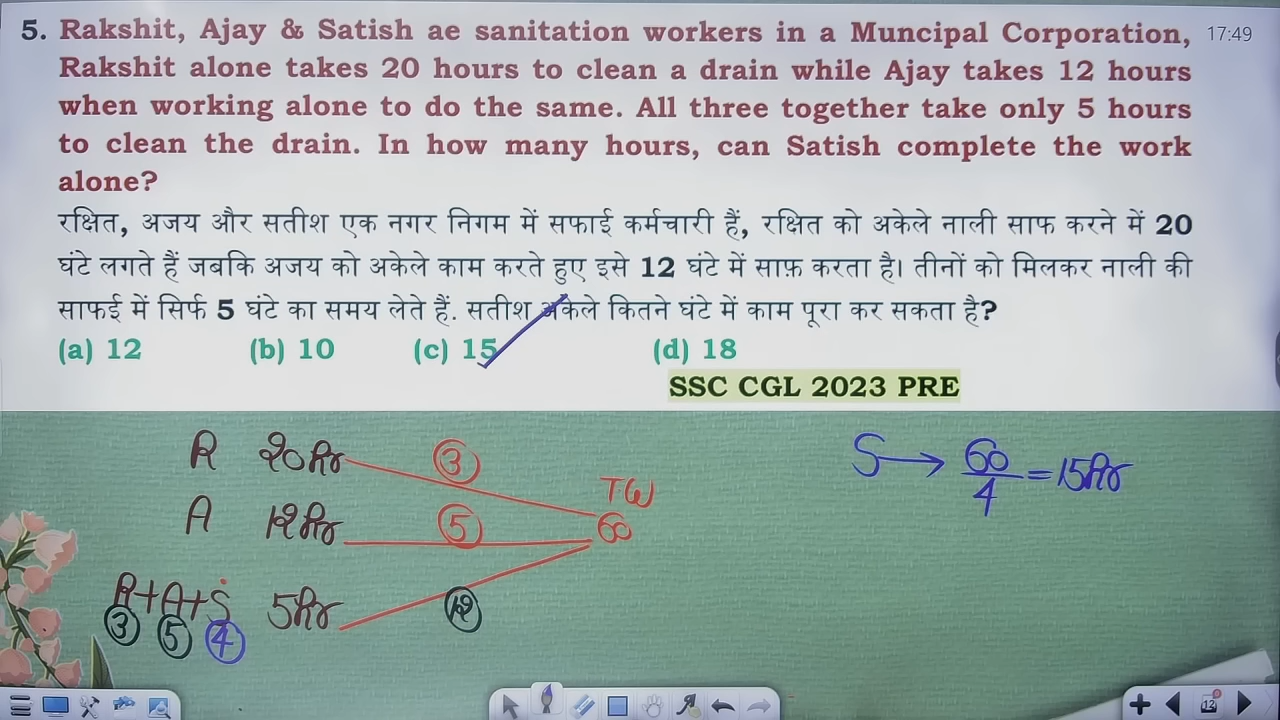 5. Rakshit, Ajay & Satish ae sanitation workers in a Muncipal Corporation, 17:49
Rakshit alone takes 20 hours to clean a drain while Ajay takes 12 hours
when working alone to do the same. All three together take only 5 hours
to clean the drain. In how many hours, can Satish complete the work
alone?
रक्षित, अजय और सतीश एक नगर निगम में सफाई कर्मचारी हैं, रक्षित को अकेले नाली साफ करने में 20
घंटे लगते हैं जबकि अजय को अकेले काम करते हुए इसे 12 घंटे में साफ़ करता है। तीनों को मिलकर नाली की
साफई में सिर्फ 5 घंटे का समय लेते हैं. सतीश अकेले कितने घंटे में काम पूरा कर सकता है?
(a) 12 (b) 10 (c) 15 (d) 18
SSC CGL 2023 PRE
R 20hr 3
TW
A 12hr 5 60
R+A+S 5hr 12
3 5 4
S → 60/4 = 15hr
12